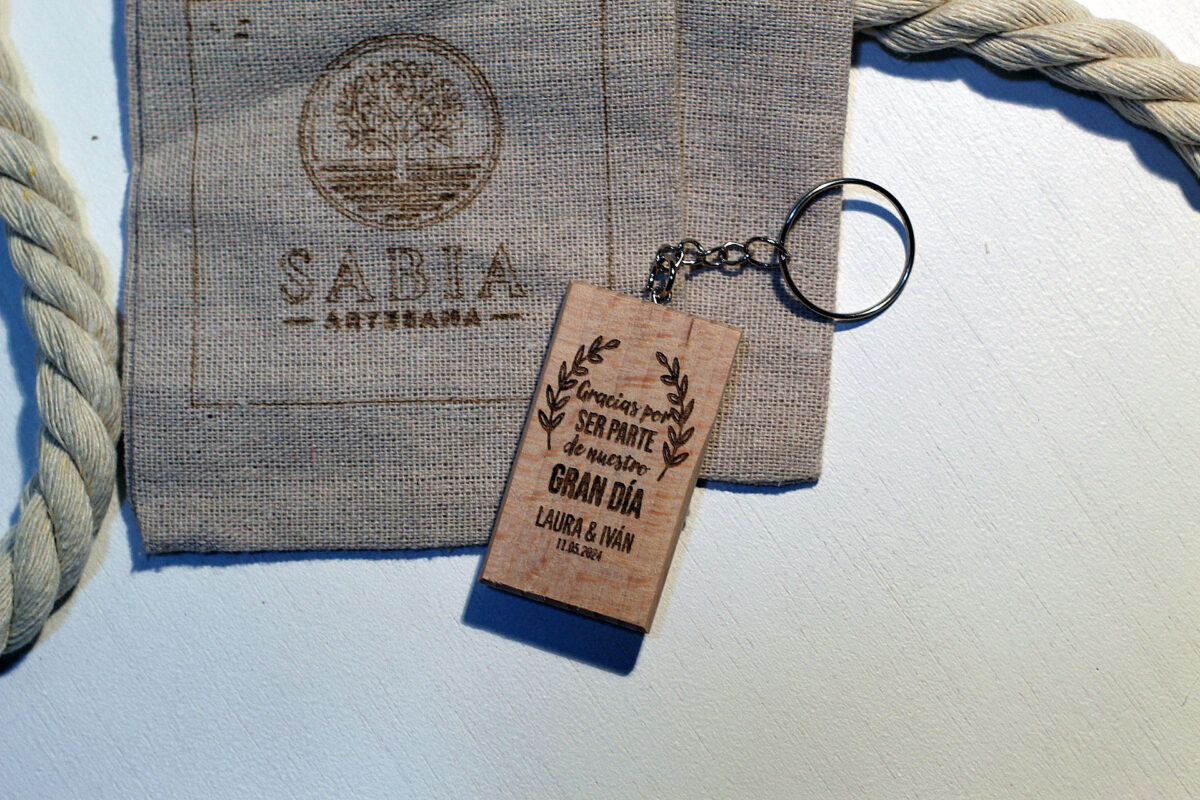 SABIA
ARTESANA
Gracias por
SER PARTE
de nuestro
GRAN DÍA
LAURA & IVÁN
11.05.2024